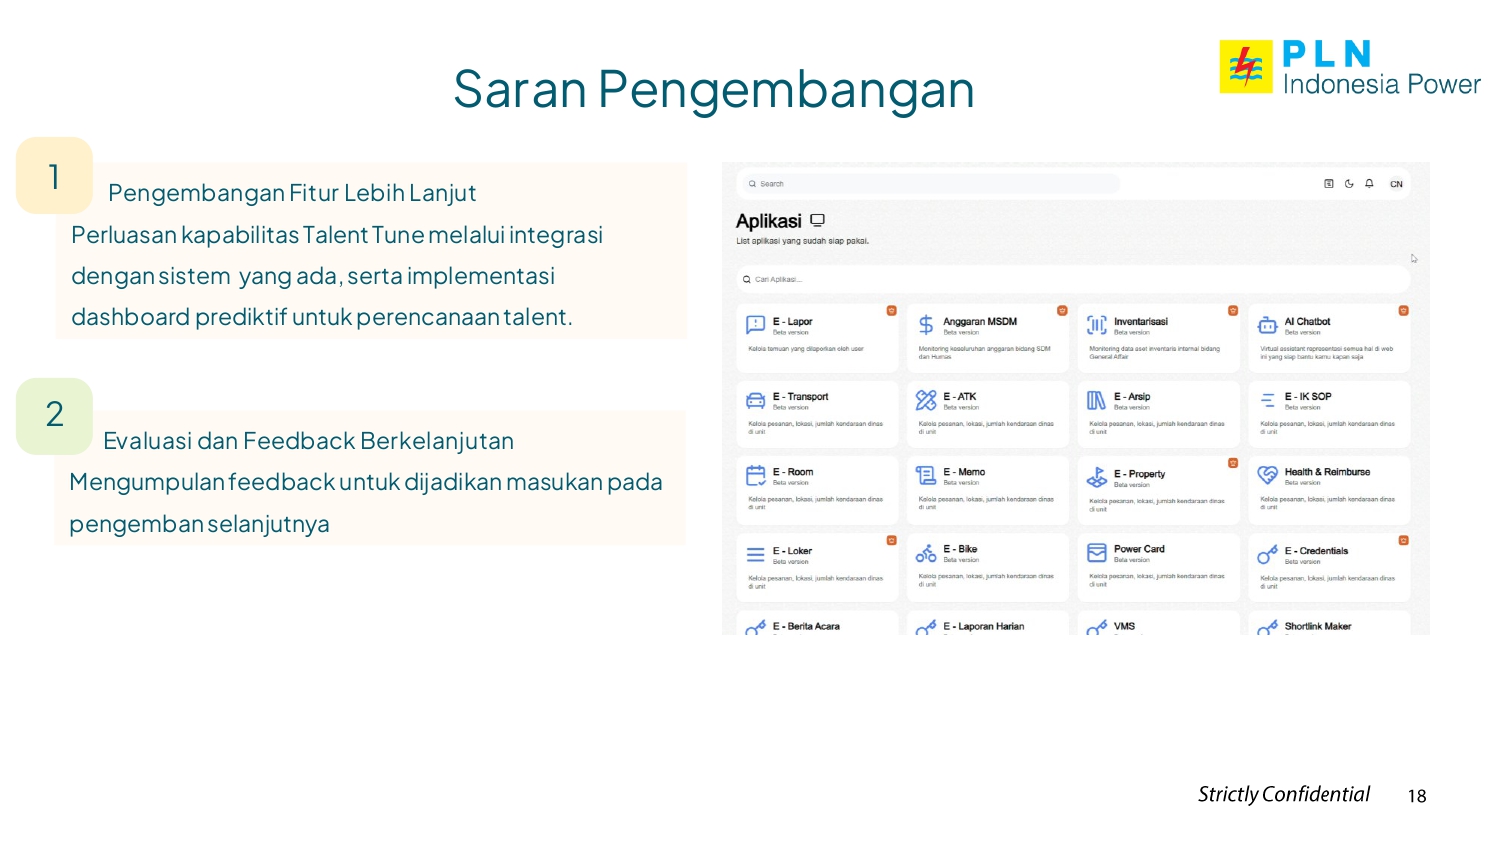 Saran Pengembangan
PLN
Indonesia Power
1
Pengembangan Fitur Lebih Lanjut
Perluasan kapabilitas Talent Tune melalui integrasi
dengan sistem yang ada, serta implementasi
dashboard prediktif untuk perencanaan talent.
2
Evaluasi dan Feedback Berkelanjutan
Mengumpulan feedback untuk dijadikan masukan pada
pengemban selanjutnya
Search
CN
Aplikasi
List aplikasi yang sudah siap pakai.
Cari Aplikasi...
E - Lapor
Beta version
Kelola temuan yang dilaporkan oleh user
Anggaran MSDM
Beta version
Monitoring keseluruhan anggaran bidang SDM
dan Humas
Inventarisasi
Beta version
Monitoring data aset inventaris internal bidang
General Affair
AI Chatbot
Beta version
Virtual assistant representasi semua hal di web
ini yang siap bantu kamu kapan saja
E - Transport
Beta version
Kelola pesanan, lokasi, jumlah kendaraan dinas
di unit
E - ATK
Beta version
Kelola pesanan, lokasi, jumlah kendaraan dinas
di unit
E - Arsip
Beta version
Kelola pesanan, lokasi, jumlah kendaraan dinas
di unit
E - IK SOP
Beta version
Kelola pesanan, lokasi, jumlah kendaraan dinas
di unit
E - Room
Beta version
Kelola pesanan, lokasi, jumlah kendaraan dinas
di unit
E - Memo
Beta version
Kelola pesanan, lokasi, jumlah kendaraan dinas
di unit
E - Property
Beta version
Kelola pesanan, lokasi, jumlah kendaraan dinas
di unit
Health & Reimburse
Beta version
Kelola pesanan, lokasi, jumlah kendaraan dinas
di unit
E - Loker
Beta version
Kelola pesanan, lokasi, jumlah kendaraan dinas
di unit
E - Bike
Beta version
Kelola pesanan, lokasi, jumlah kendaraan dinas
di unit
Power Card
Beta version
Kelola pesanan, lokasi, jumlah kendaraan dinas
di unit
E - Credentials
Beta version
Kelola pesanan, lokasi, jumlah kendaraan dinas
di unit
E - Berita Acara
E - Laporan Harian
VMS
Shortlink Maker
Strictly Confidential
18